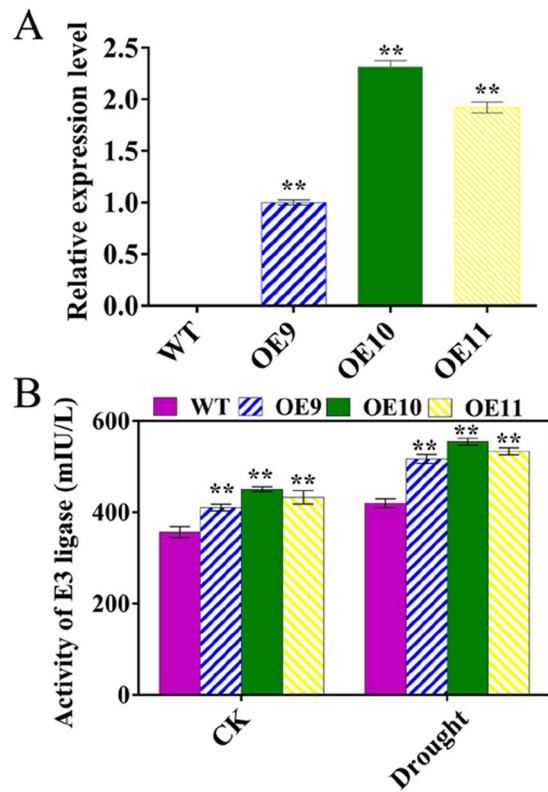 A
Relative expression level
2.5
2.0
1.5
1.0
0.5
0.0
**
**
**
WT
OE9
OE10
OE11
B
WT OE9 OE10 OE11
Activity of E3 ligase (mIU/L)
600
400
200
0
** ** **
** ** **
CK
Drought